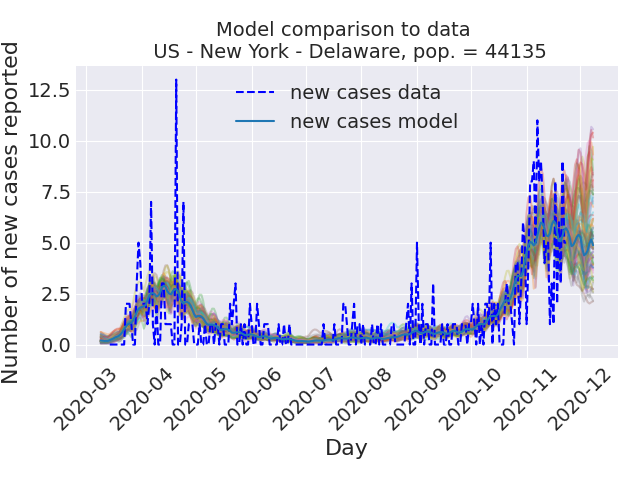 Model comparison to data
US - New York - Delaware, pop. = 44135
new cases data
new cases model
Number of new cases reported
12.5
10.0
7.5
5.0
2.5
0.0
2020-03
2020-04
2020-05
2020-06
2020-07
2020-08
2020-09
2020-10
2020-11
2020-12
Day